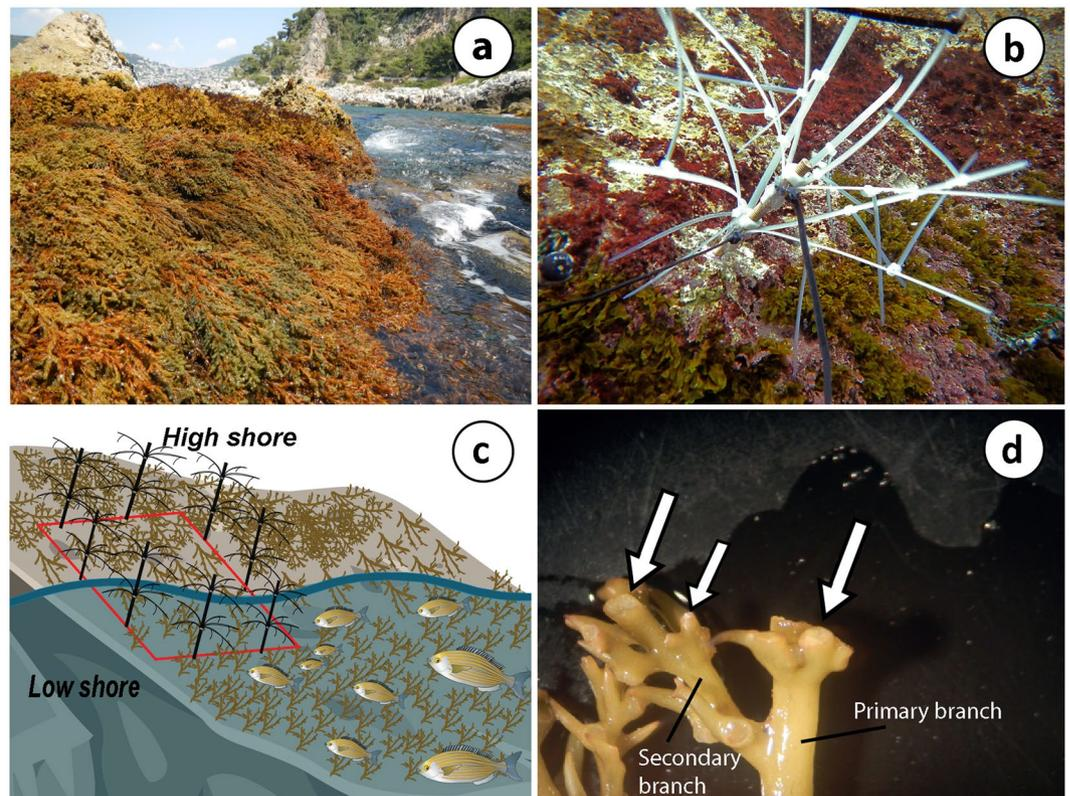 a
b
High shore
c
Low shore
d
Primary branch
Secondary
branch